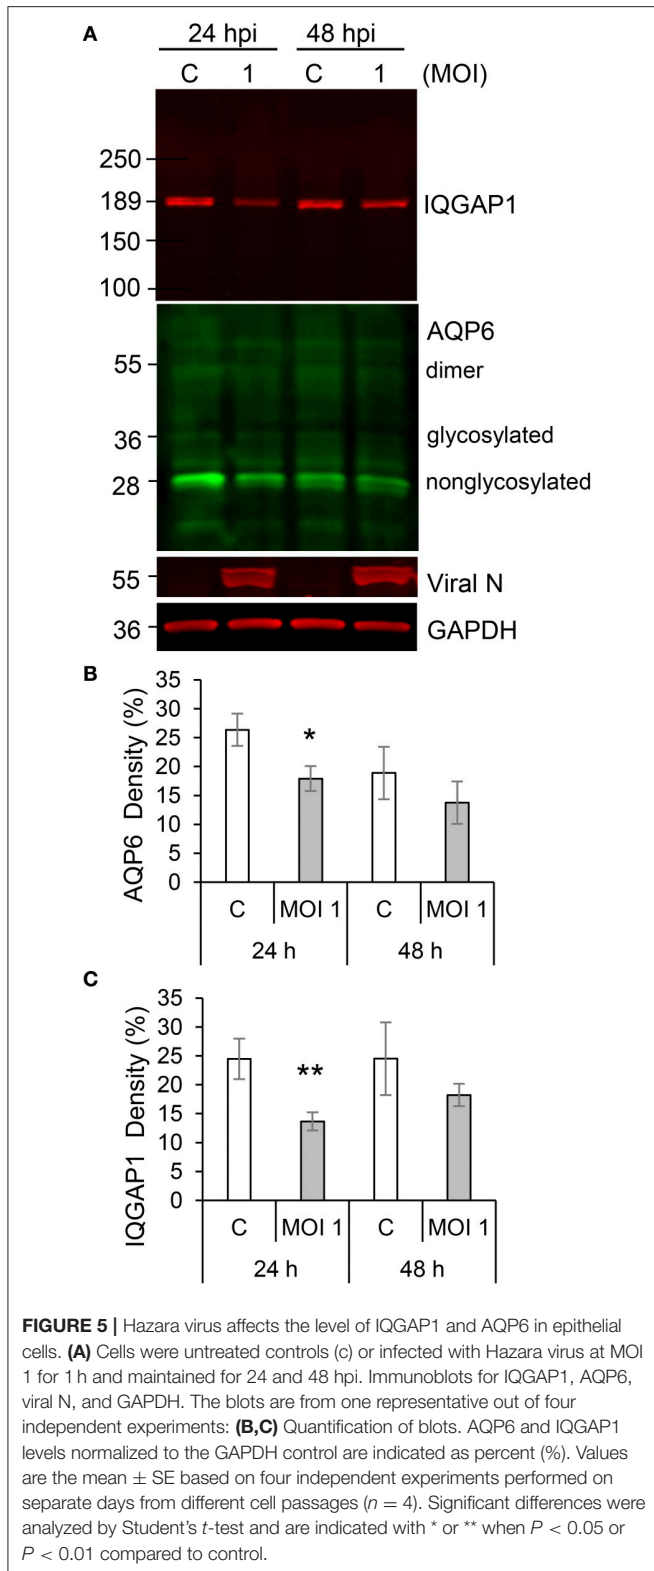 A
24 hpi 48 hpi
C 1 C 1 (MOI)
250
189 IQGAP1
150
100
AQP6
55 dimer
36 glycosylated
28 nonglycosylated
55 Viral N
36 GAPDH
B
AQP6 Density (%)
35
30
25
20
15
10
5
0
*
C MOI 1 C MOI 1
24 h 48 h
C
IQGAP1 Density (%)
35
30
25
20
15
10
5
0
**
C MOI 1 C MOI 1
24 h 48 h
FIGURE 5 | Hazara virus affects the level of IQGAP1 and AQP6 in epithelial
cells. (A) Cells were untreated controls (c) or infected with Hazara virus at MOI
1 for 1 h and maintained for 24 and 48 hpi. Immunoblots for IQGAP1, AQP6,
viral N, and GAPDH. The blots are from one representative out of four
independent experiments: (B,C) Quantification of blots. AQP6 and IQGAP1
levels normalized to the GAPDH control are indicated as percent (%). Values
are the mean ± SE based on four independent experiments performed on
separate days from different cell passages (n = 4). Significant differences were
analyzed by Student's t-test and are indicated with * or ** when P < 0.05 or
P < 0.01 compared to control.